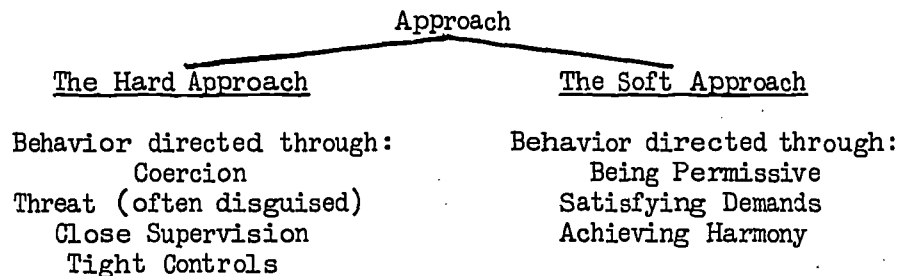 Approach
The Hard Approach
Behavior directed through:
Coercion
Threat (often disguised)
Close Supervision
Tight Controls
The Soft Approach
Behavior directed through:
Being Permissive
Satisfying Demands
Achieving Harmony